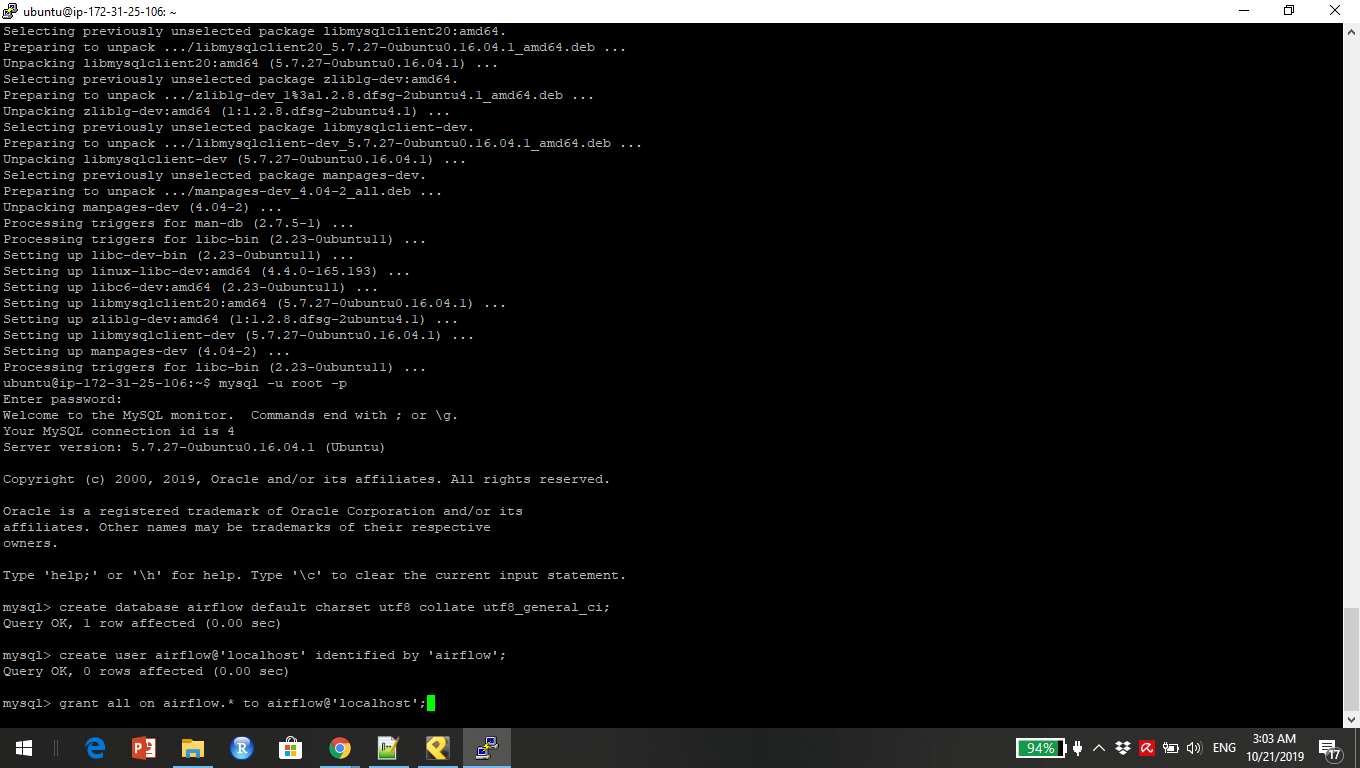 ubuntu@ip-172-31-25-106: ~
Selecting previously unselected package libmysqlclient20:amd64.
Preparing to unpack .../libmysqlclient20_5.7.27-0ubuntu0.16.04.1_amd64.deb ...
Unpacking libmysqlclient20:amd64 (5.7.27-0ubuntu0.16.04.1) ...
Selecting previously unselected package zlib1g-dev:amd64.
Preparing to unpack .../zlib1g-dev_1%3a1.2.8.dfsg-2ubuntu4.1_amd64.deb ...
Unpacking zlib1g-dev:amd64 (1:1.2.8.dfsg-2ubuntu4.1) ...
Selecting previously unselected package libmysqlclient-dev.
Preparing to unpack .../libmysqlclient-dev_5.7.27-0ubuntu0.16.04.1_amd64.deb ...
Unpacking libmysqlclient-dev (5.7.27-0ubuntu0.16.04.1) ...
Selecting previously unselected package manpages-dev.
Preparing to unpack .../manpages-dev_4.04-2_all.deb ...
Unpacking manpages-dev (4.04-2) ...
Processing triggers for man-db (2.7.5-1) ...
Processing triggers for libc-bin (2.23-0ubuntu11) ...
Setting up libc-dev-bin (2.23-0ubuntu11) ...
Setting up linux-libc-dev:amd64 (4.4.0-165.193) ...
Setting up libc6-dev:amd64 (2.23-0ubuntu11) ...
Setting up libmysqlclient20:amd64 (5.7.27-0ubuntu0.16.04.1) ...
Setting up zlib1g-dev:amd64 (1:1.2.8.dfsg-2ubuntu4.1) ...
Setting up libmysqlclient-dev (5.7.27-0ubuntu0.16.04.1) ...
Setting up manpages-dev (4.04-2) ...
Processing triggers for libc-bin (2.23-0ubuntu11) ...
ubuntu@ip-172-31-25-106:~$ mysql -u root -p
Enter password:
Welcome to the MySQL monitor.  Commands end with ; or \g.
Your MySQL connection id is 4
Server version: 5.7.27-0ubuntu0.16.04.1 (Ubuntu)
Copyright (c) 2000, 2019, Oracle and/or its affiliates. All rights reserved.
Oracle is a registered trademark of Oracle Corporation and/or its
affiliates. Other names may be trademarks of their respective
owners.
Type 'help;' or '\h' for help. Type '\c' to clear the current input statement.
mysql> create database airflow default charset utf8 collate utf8_general_ci;
Query OK, 1 row affected (0.00 sec)
mysql> create user airflow@'localhost' identified by 'airflow';
Query OK, 0 rows affected (0.00 sec)
mysql> grant all on airflow.* to airflow@'localhost';
94%
ENG
3:03 AM
10/21/2019
17